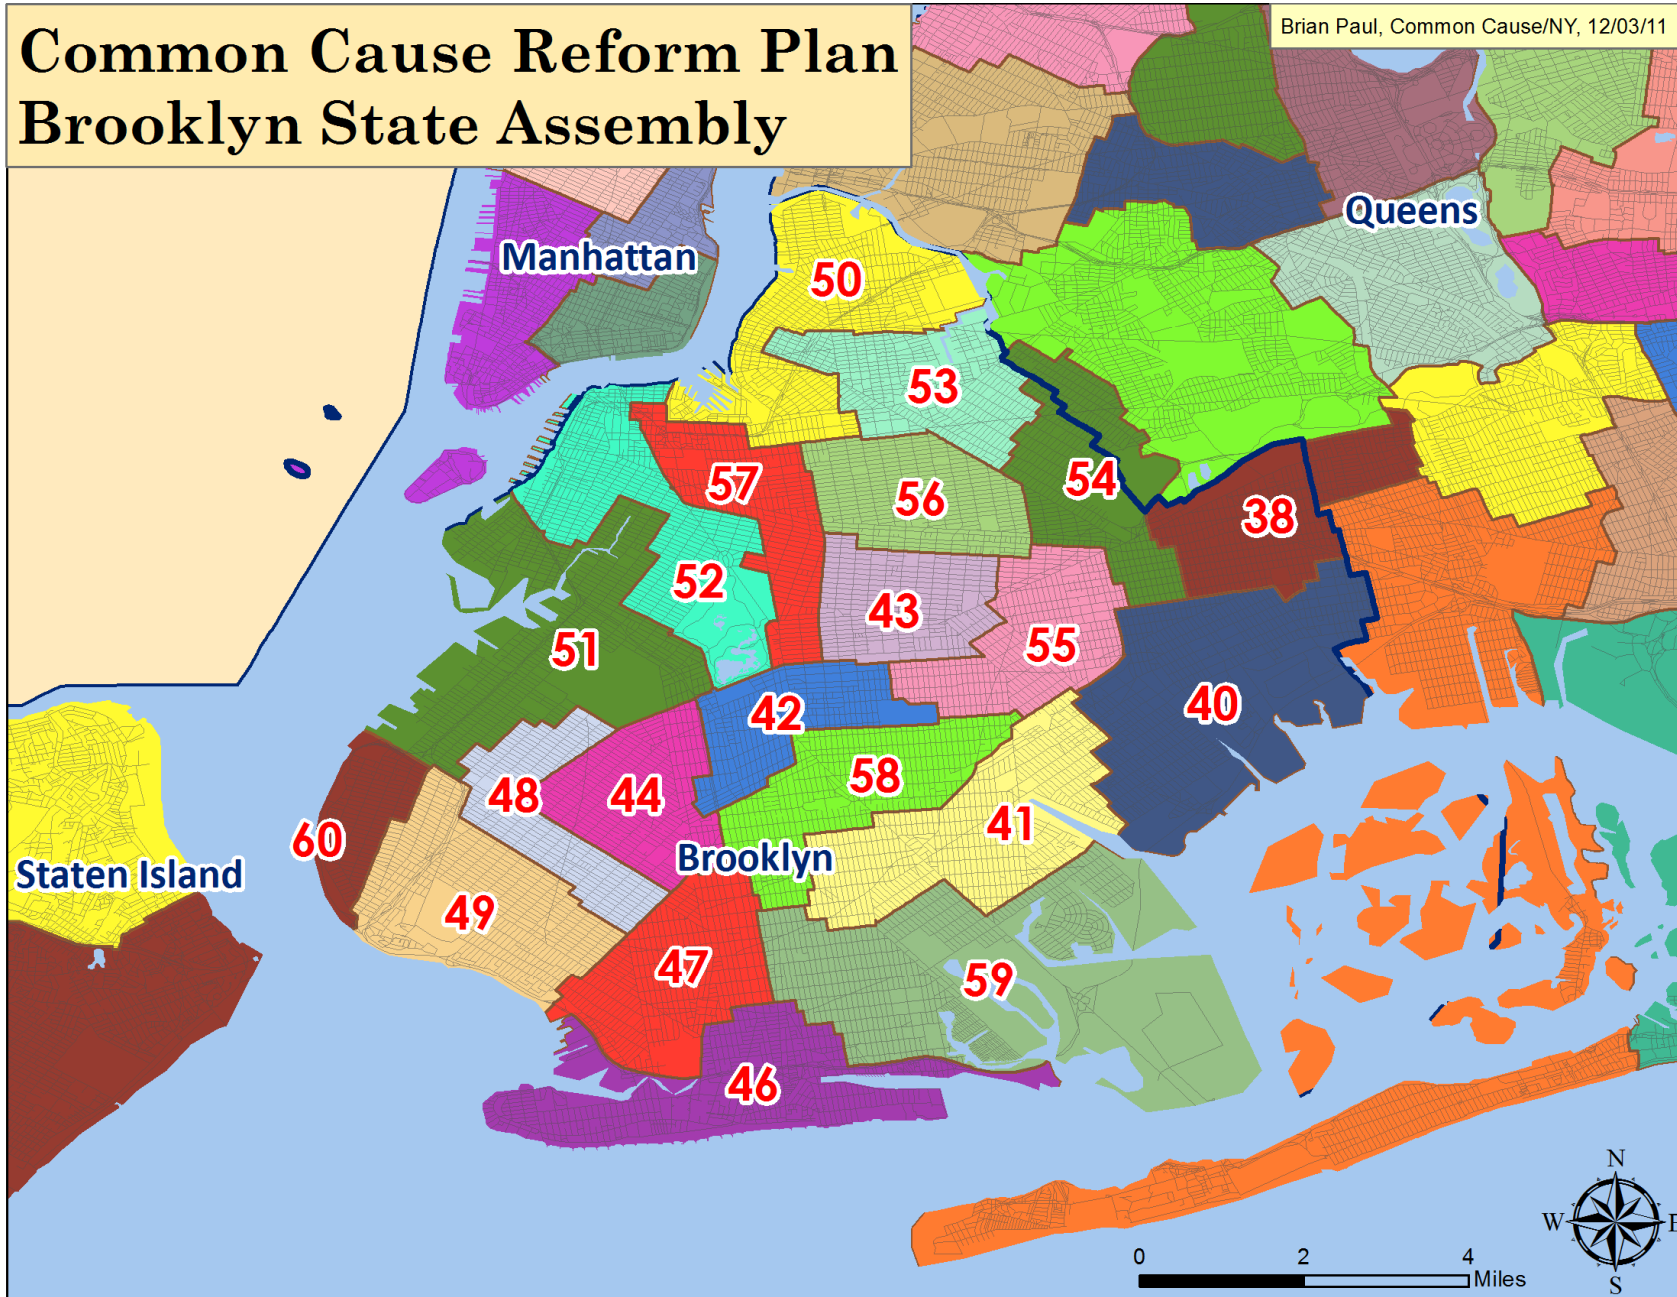 Common Cause Reform Plan
Brooklyn State Assembly
Brian Paul, Common Cause/NY, 12/03/11
Queens
Manhattan
50
53
57
56
54
38
52
43
51
55
42
40
58
48
44
41
60
Brooklyn
Staten Island
49
47
59
46
N
W
E
S
0 2 4
Miles